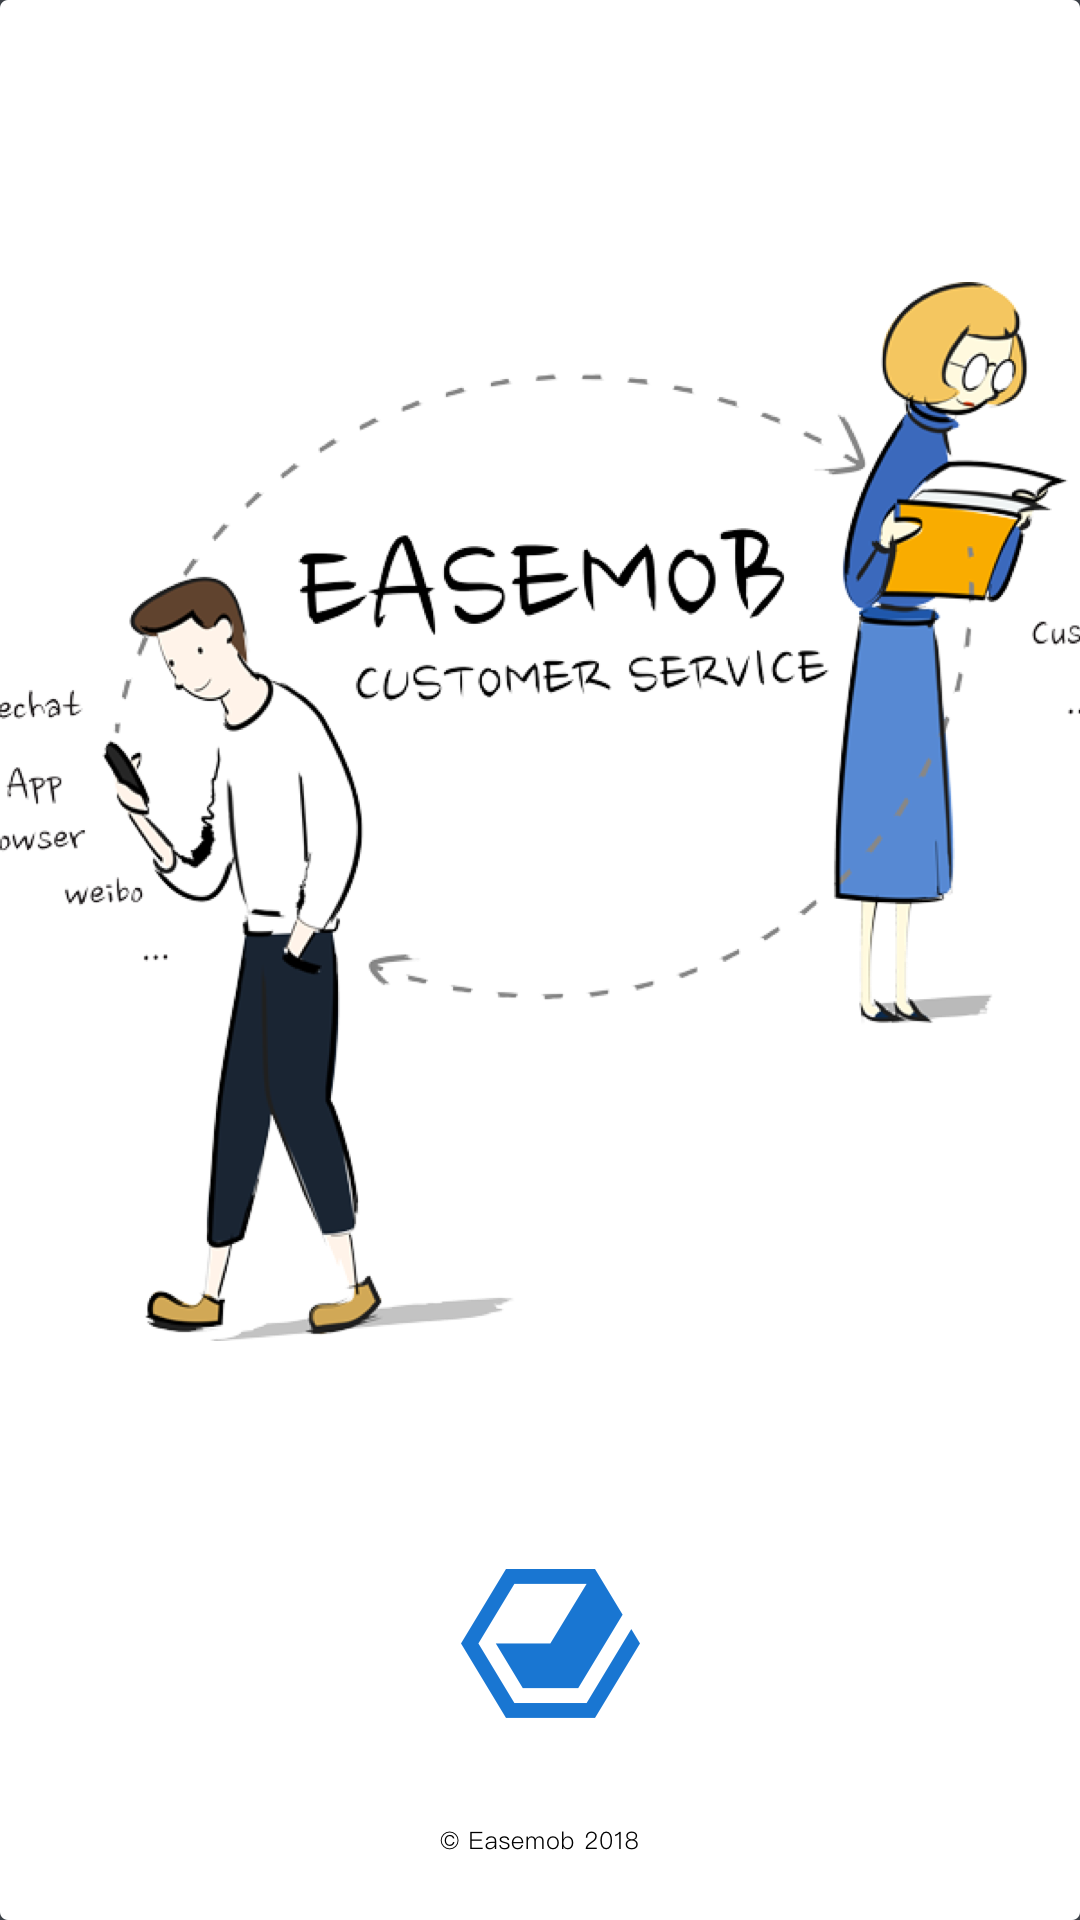 EASEMOB
CUSTOMER SERVICE
Cus
echat
App
owser
weibo
...
..
© Easemob 2018